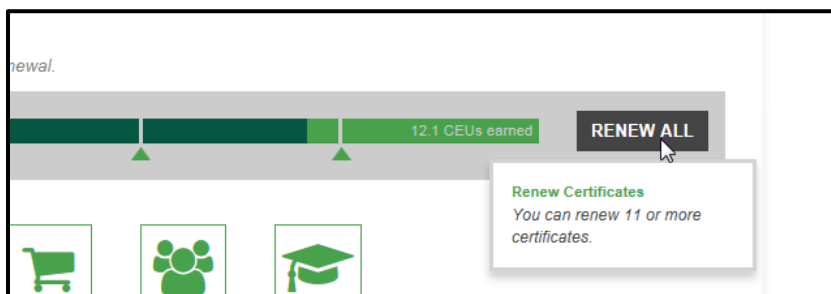 newal.
12.1 CEUs earned
RENEW ALL
Renew Certificates
You can renew 11 or more
certificates.